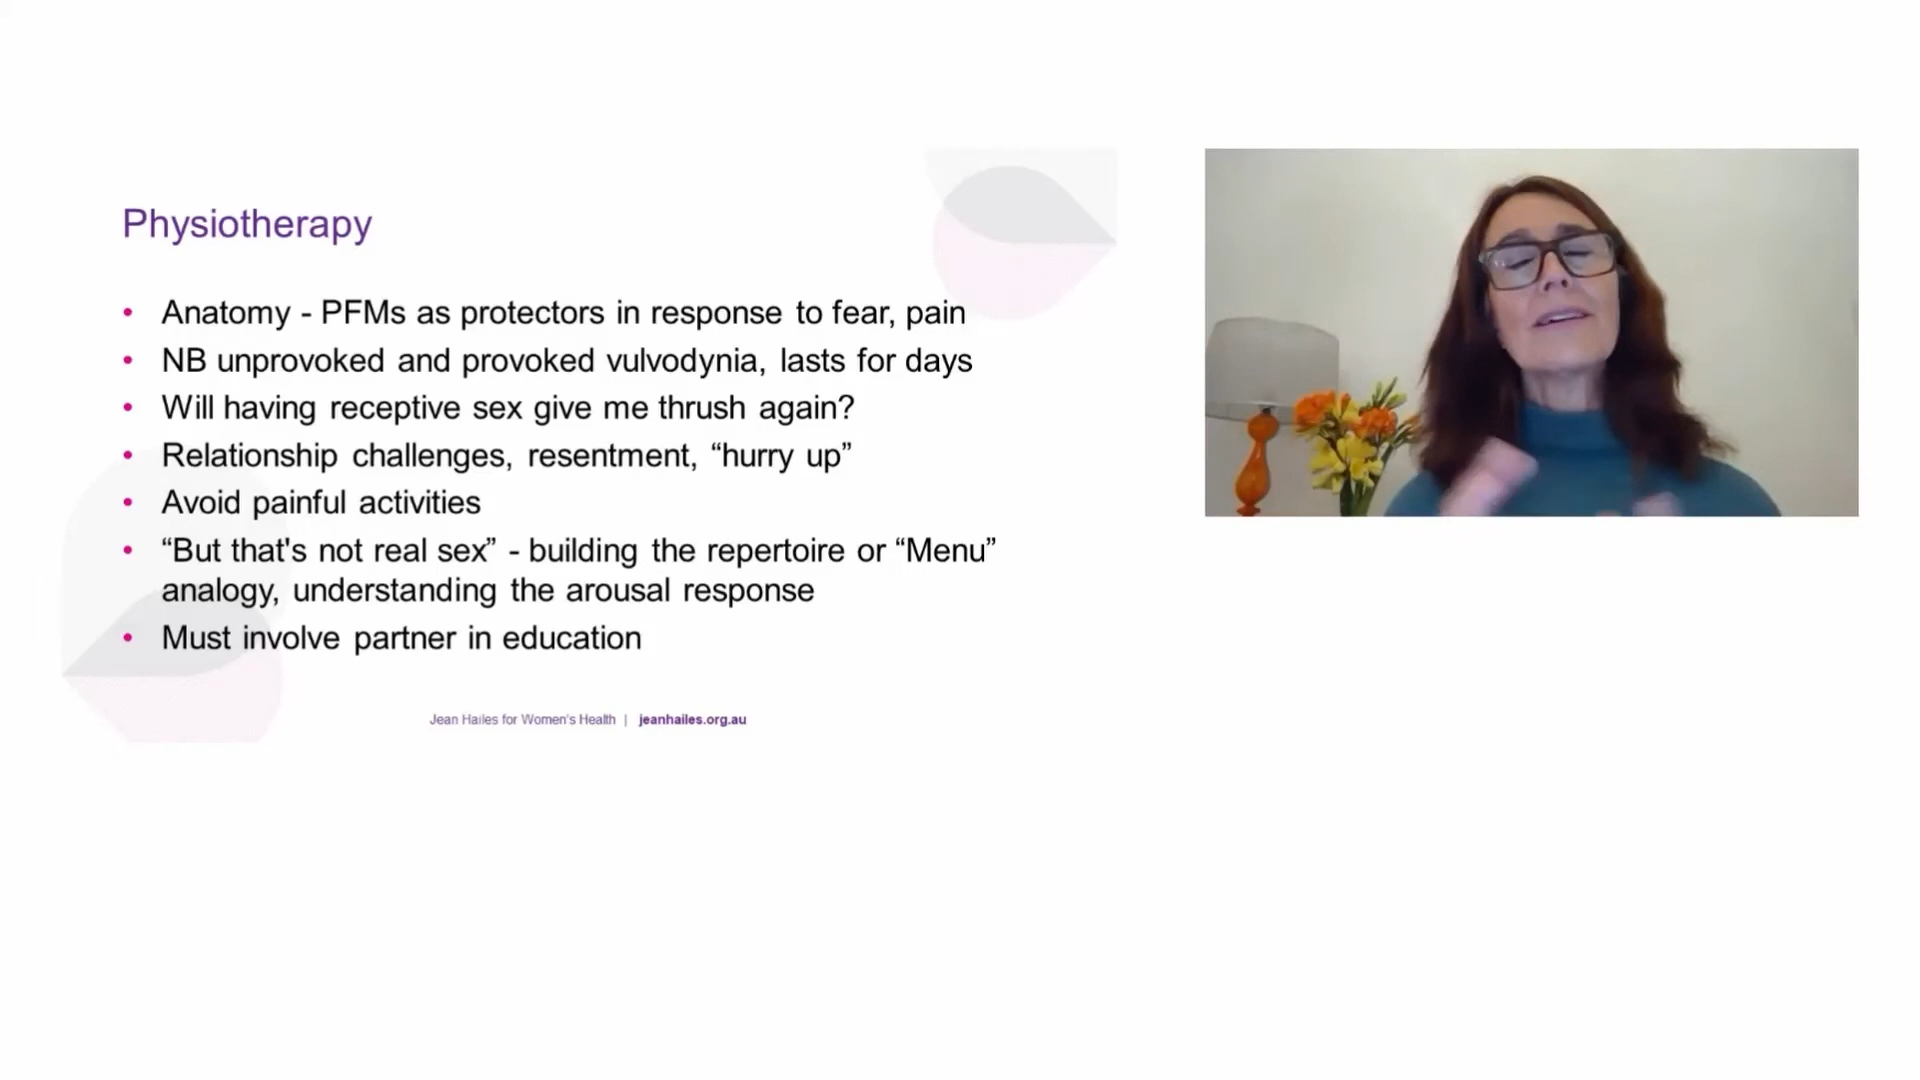 Physiotherapy
• Anatomy - PFMs as protectors in response to fear, pain
• NB unprovoked and provoked vulvodynia, lasts for days
• Will having receptive sex give me thrush again?
• Relationship challenges, resentment, “hurry up”
• Avoid painful activities
• “But that's not real sex” - building the repertoire or “Menu”
analogy, understanding the arousal response
• Must involve partner in education
Jean Hailes for Women's Health | jeanhailes.org.au